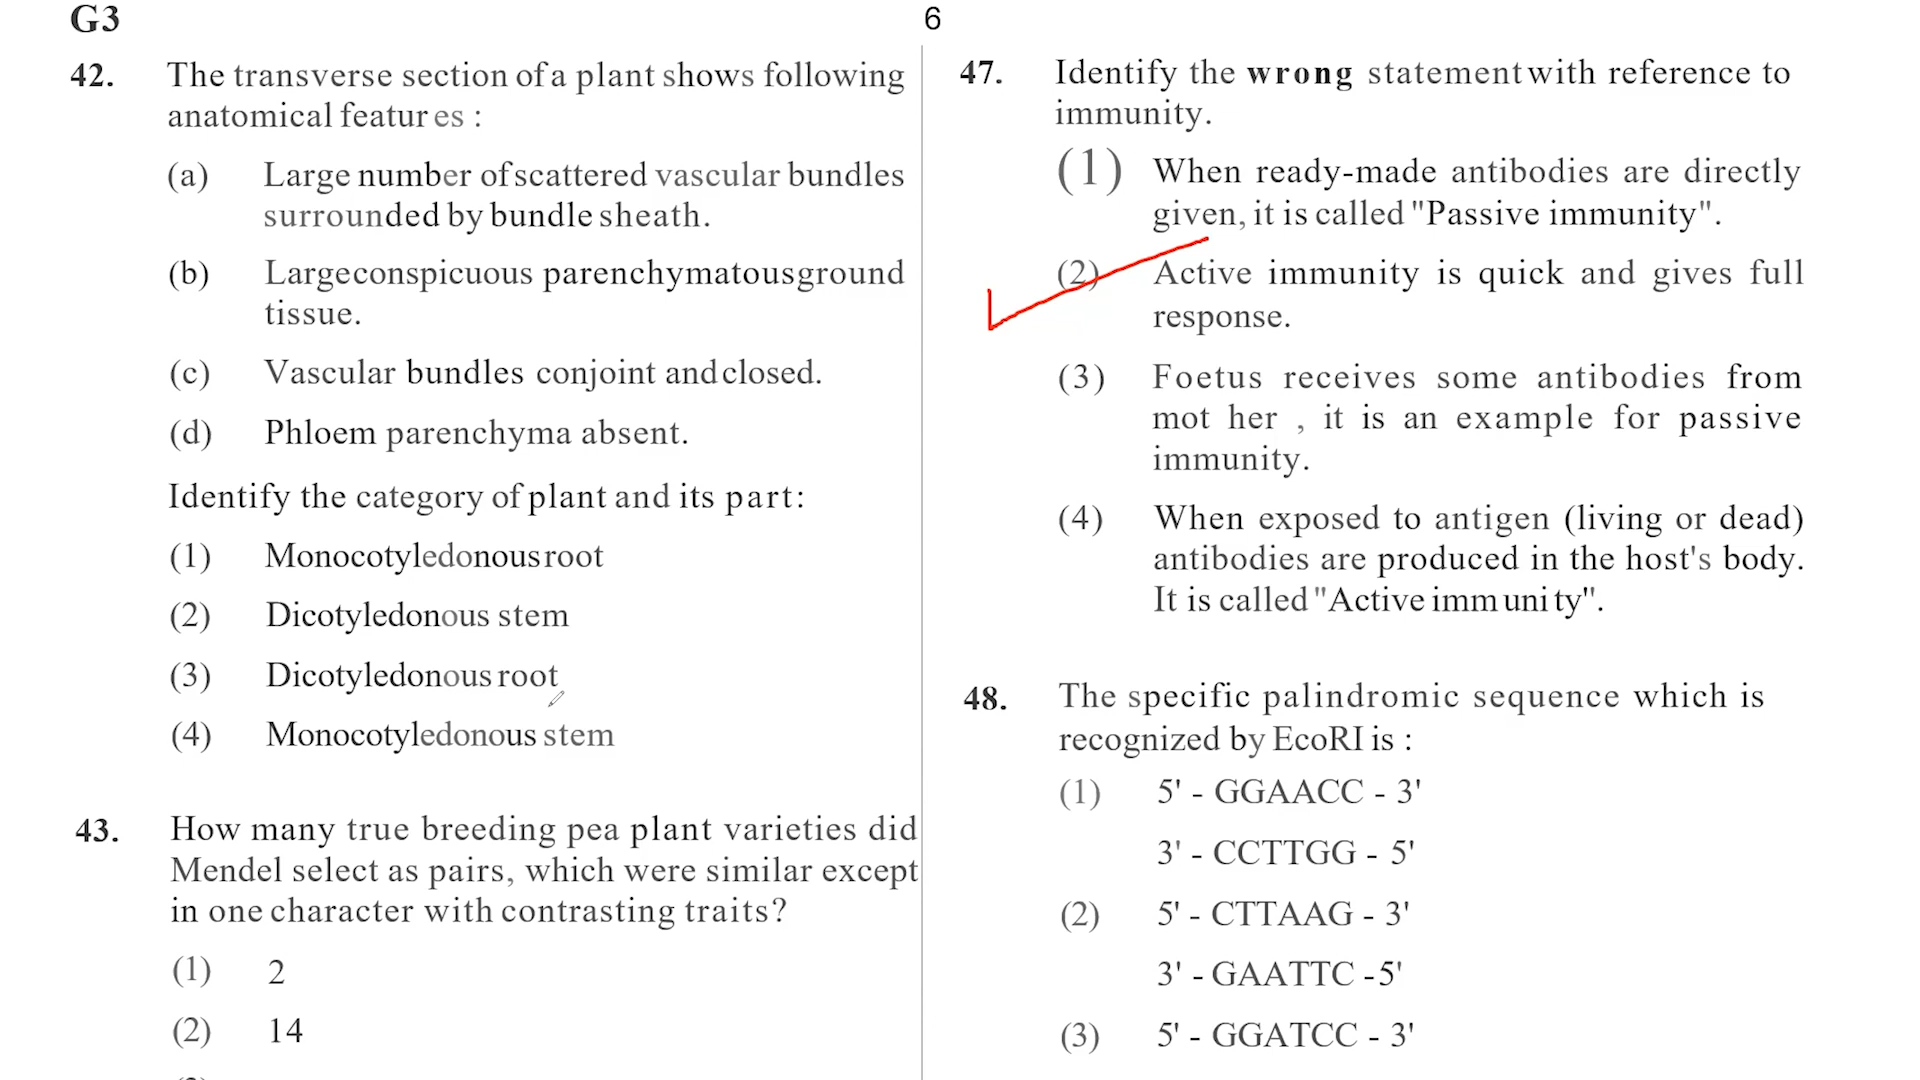 G3
6
42. The transverse section of a plant shows following
anatomical features :
(a) Large number of scattered vascular bundles
surrounded by bundle sheath.
(b) Large conspicuous parenchymatous ground
tissue.
(c) Vascular bundles conjoint and closed.
(d) Phloem parenchyma absent.
Identify the category of plant and its part:
(1) Monocotyledonous root
(2) Dicotyledonous stem
(3) Dicotyledonous root
(4) Monocotyledonous stem
43. How many true breeding pea plant varieties did
Mendel select as pairs, which were similar except
in one character with contrasting traits?
(1) 2
(2) 14
47. Identify the wrong statement with reference to
immunity.
(1) When ready-made antibodies are directly
given, it is called "Passive immunity".
(2) Active immunity is quick and gives full
response.
(3) Foetus receives some antibodies from
mot her , it is an example for passive
immunity.
(4) When exposed to antigen (living or dead)
antibodies are produced in the host's body.
It is called "Active immunity".
48. The specific palindromic sequence which is
recognized by EcoRI is :
(1) 5' - GGAACC - 3'
3' - CCTTGG - 5'
(2) 5' - CTTAAG - 3'
3' - GAATTC -5'
(3) 5' - GGATCC - 3'